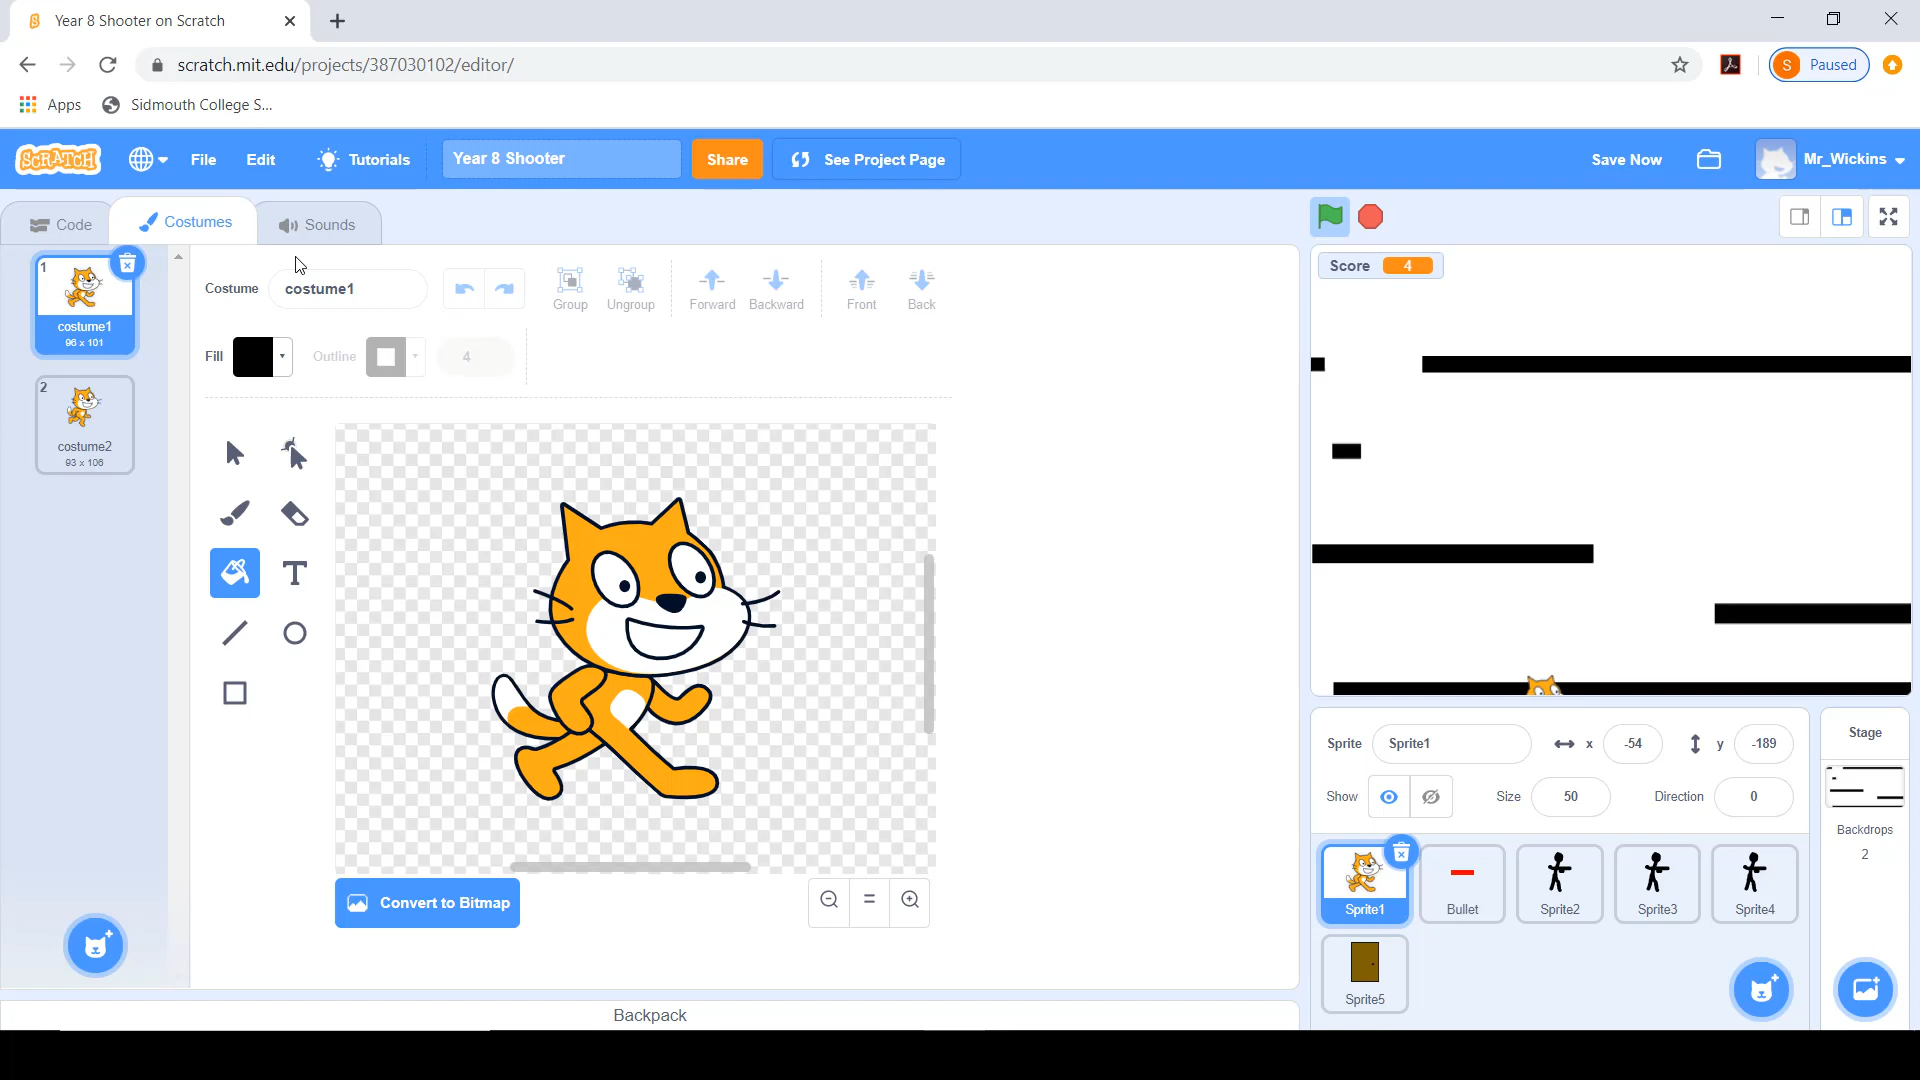 Year 8 Shooter on Scratch
scratch.mit.edu/projects/387030102/editor/
S Paused
Apps Sidmouth College S...
SCRATCH File Edit Tutorials Year 8 Shooter Share See Project Page Save Now Mr_Wickins
Code Costumes Sounds
1
costume1
96 x 101
2
costume2
93 x 106
Costume costume1 Group Ungroup Forward Backward Front Back
Fill Outline 4
T
Convert to Bitmap
Backpack
Score 4
Sprite Sprite1 x -54 y -189
Show Size 50 Direction 0
Sprite1 Bullet Sprite2 Sprite3 Sprite4
Sprite5
Stage
Backdrops
2